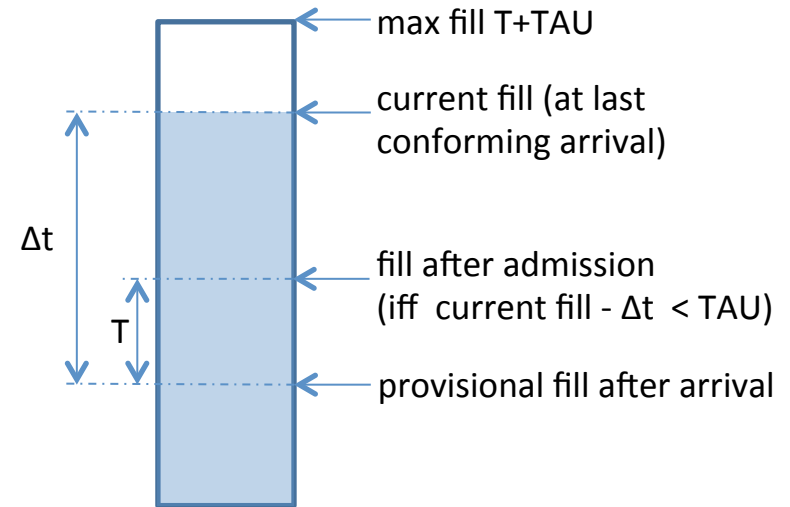 max fill T+TAU
current fill (at last
conforming arrival)
Δt
fill after admission
(iff current fill - Δt < TAU)
T
provisional fill after arrival